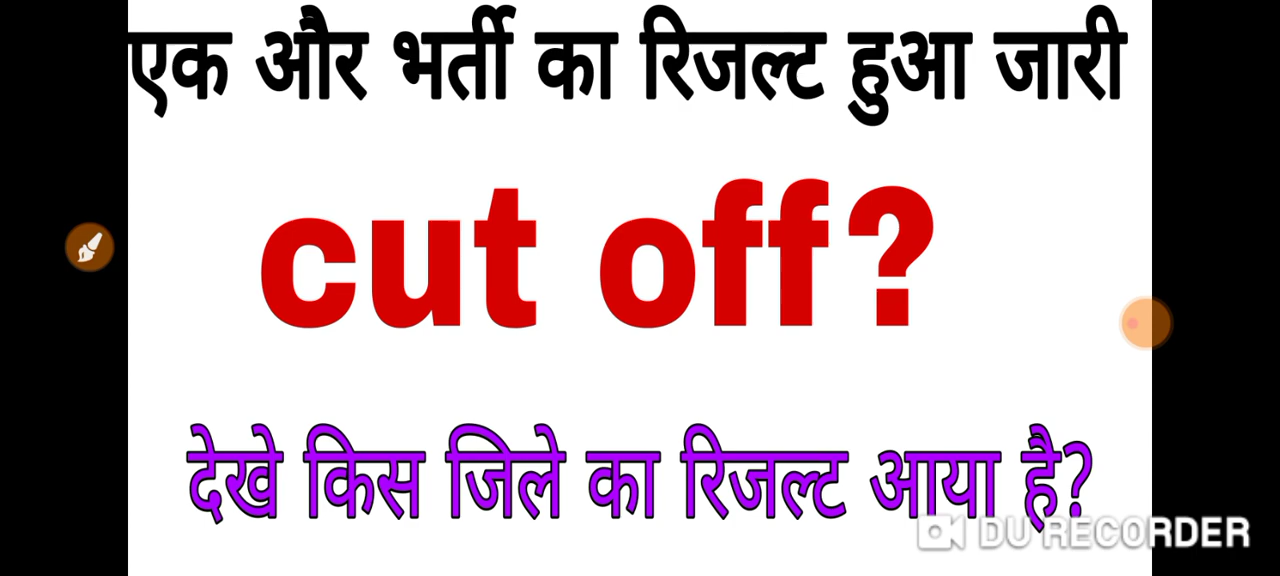 एक और भर्ती का रिजल्ट हुआ जारी
cut off?
देखे किस जिले का रिजल्ट आया है?
DU RECORDER